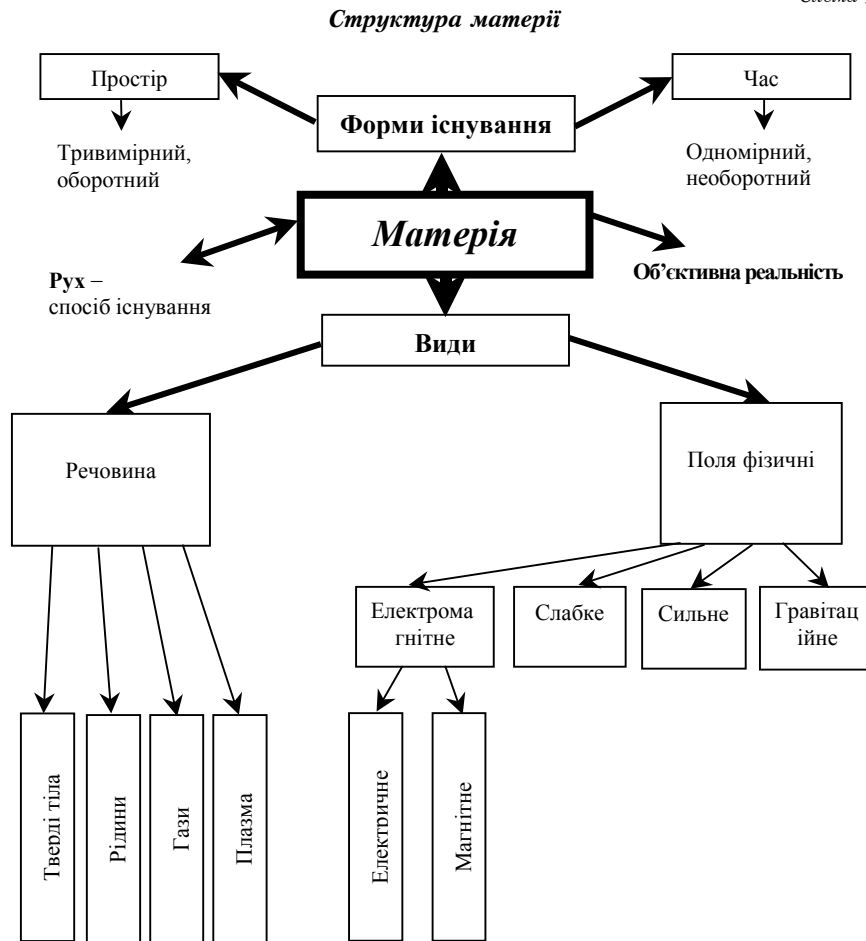 Структура матерії
Простір
Час
Форми існування
Тривимірний,
оборотний
Одномірний,
необоротний
Матерія
Рух –
спосіб існування
Об’єктивна реальність
Види
Речовина
Поля фізичні
Електрома
гнітне
Слабке
Сильне
Гравітац
ійне
Тверді тіла
Рідини
Гази
Плазма
Електричне
Магнітне